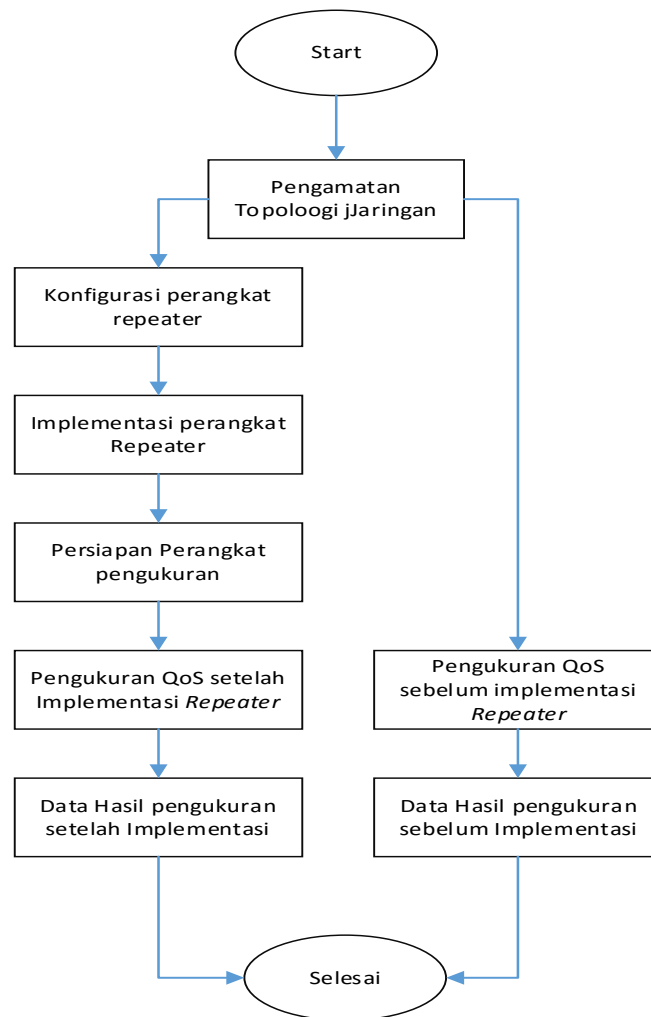 Start
Pengamatan
Topoloogi jJaringan
Konfigurasi perangkat
repeater
Implementasi perangkat
Repeater
Persiapan Perangkat
pengukuran
Pengukuran QoS setelah
Implementasi Repeater
Pengukuran QoS
sebelum implementasi
Repeater
Data Hasil pengukuran
setelah Implementasi
Data Hasil pengukuran
sebelum Implementasi
Selesai